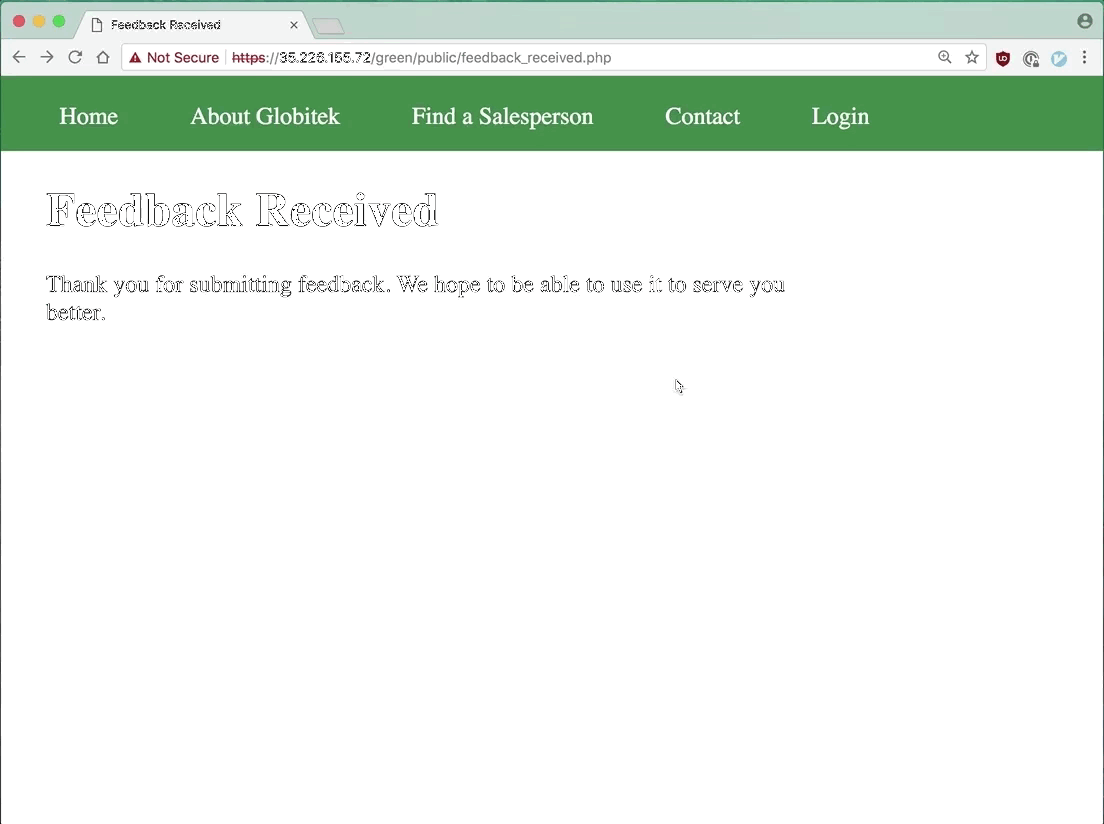 Feedback Received
Not Secure https://35.226.155.72/green/public/feedback_received.php
Home About Globitek Find a Salesperson Contact Login
Feedback Received
Thank you for submitting feedback. We hope to be able to use it to serve you
better.